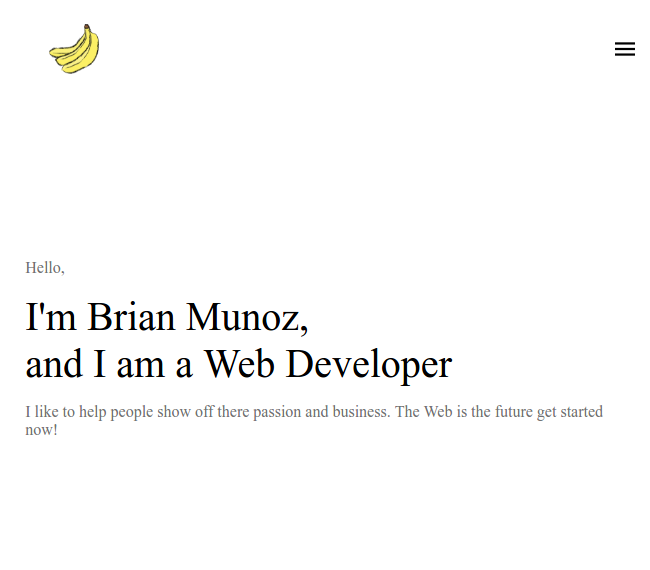 Hello,
I'm Brian Munoz,
and I am a Web Developer
I like to help people show off there passion and business. The Web is the future get started
now!